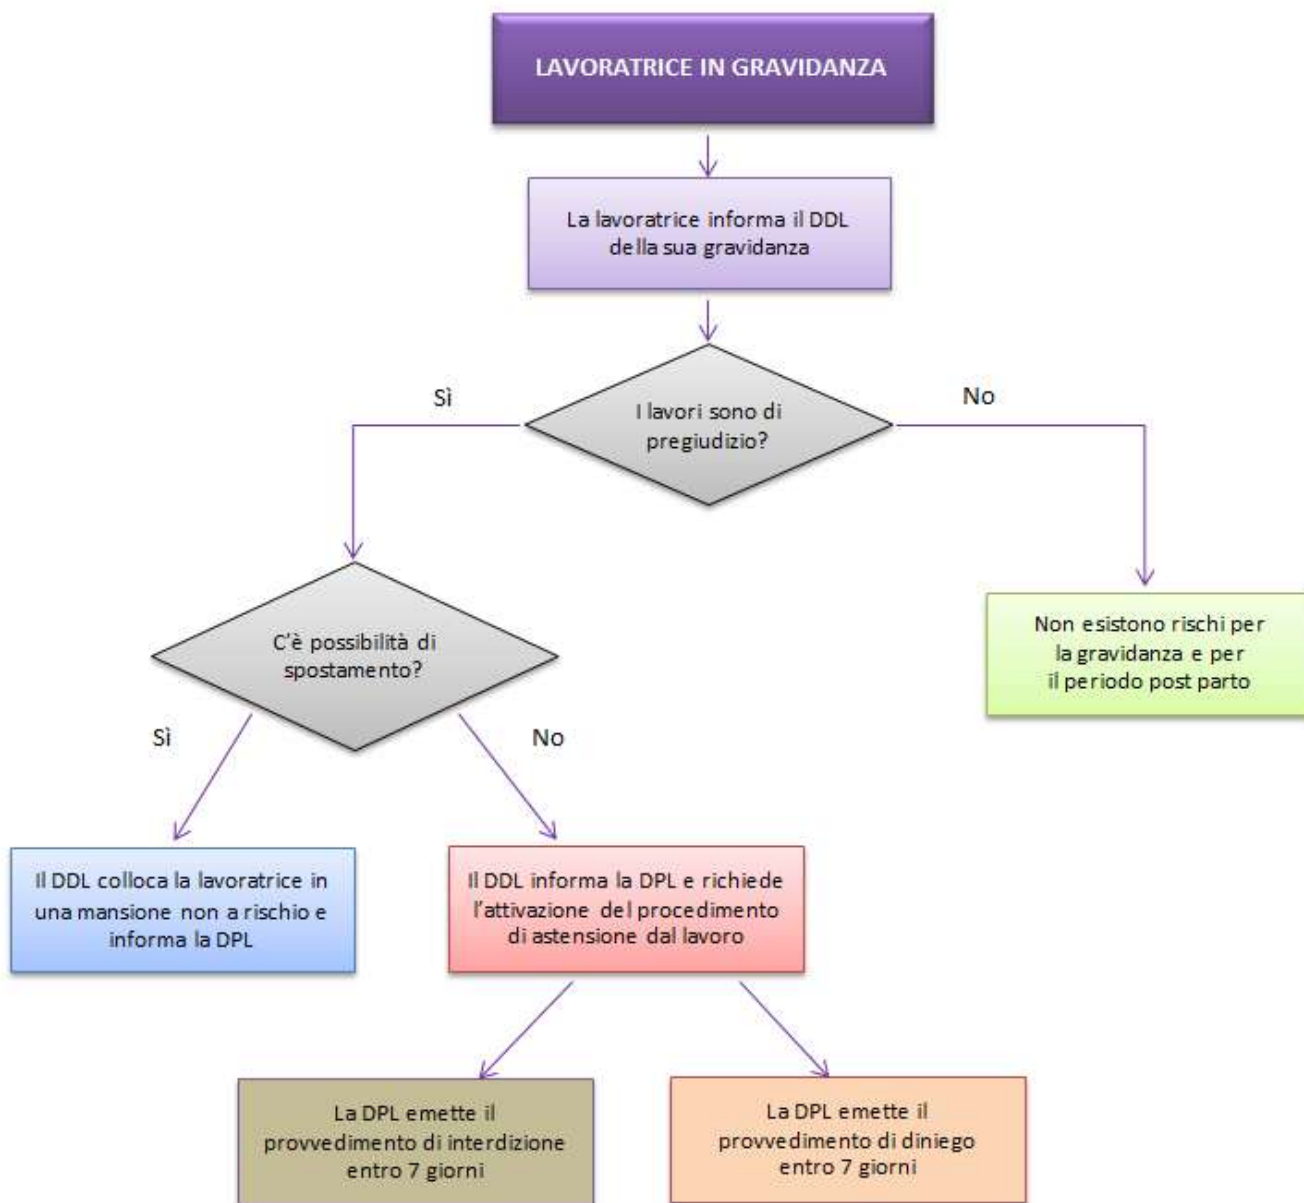 LAVORATRICE IN GRAVIDANZA
La lavoratrice informa il DDL
della sua gravidanza
Sì
I lavori sono di
pregiudizio?
No
C'è possibilità di
spostamento?
Non esistono rischi per
la gravidanza e per
il periodo post parto
Sì
No
Il DDL colloca la lavoratrice in
una mansione non a rischio e
informa la DPL
Il DDL informa la DPL e richiede
l'attivazione del procedimento
di astensione dal lavoro
La DPL emette il
provvedimento di interdizione
entro 7 giorni
La DPL emette il
provvedimento di diniego
entro 7 giorni